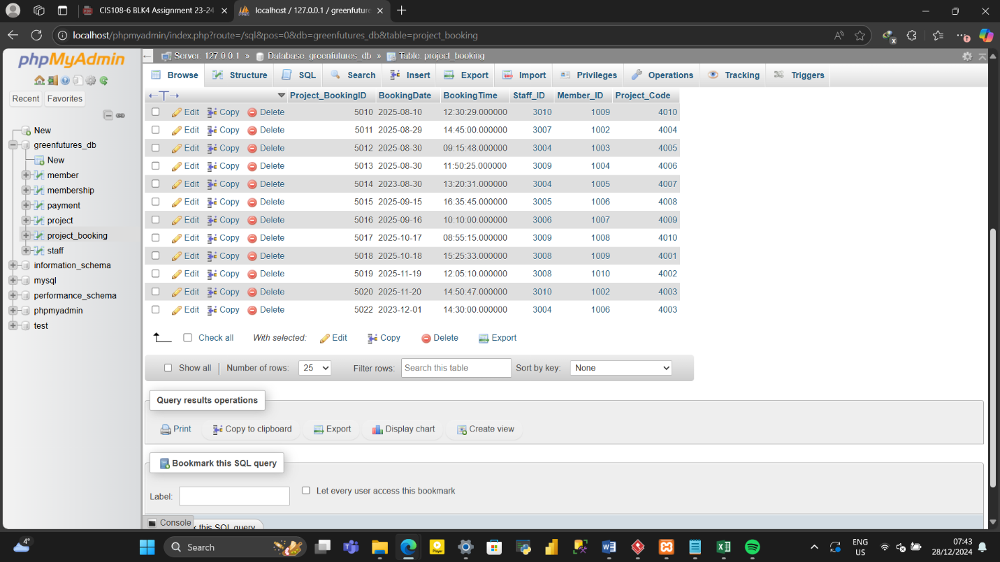 CIS108-6 BLK4 Assignment 23-24
localhost / 127.0.0.1 / greenfuture
localhost/phpmyadmin/index.php?route=/sql&pos=0&db=greenfutures_db&table=project_booking
phpMyAdmin
Recent Favorites
New
greenfutures_db
New
member
membership
payment
project
project_booking
staff
information_schema
mysql
performance_schema
phpmyadmin
test
Server: 127.0.0.1 » Database: greenfutures_db » Table: project_booking
Browse Structure SQL Search Insert Export Import Privileges Operations Tracking Triggers
Project_BookingID BookingDate BookingTime Staff_ID Member_ID Project_Code
Edit Copy Delete 5010 2025-08-10 12:30:29.000000 3010 1009 4010
Edit Copy Delete 5011 2025-08-29 14:45:00.000000 3007 1002 4004
Edit Copy Delete 5012 2025-08-30 09:15:48.000000 3004 1003 4005
Edit Copy Delete 5013 2025-08-30 11:50:25.000000 3009 1004 4006
Edit Copy Delete 5014 2023-08-30 13:20:31.000000 3004 1005 4007
Edit Copy Delete 5015 2025-09-15 16:35:45.000000 3005 1006 4008
Edit Copy Delete 5016 2025-09-16 10:10:00.000000 3006 1007 4009
Edit Copy Delete 5017 2025-10-17 08:55:15.000000 3009 1008 4010
Edit Copy Delete 5018 2025-10-18 15:25:33.000000 3008 1009 4001
Edit Copy Delete 5019 2025-11-19 12:05:10.000000 3008 1010 4002
Edit Copy Delete 5020 2025-11-20 14:50:47.000000 3010 1002 4003
Edit Copy Delete 5022 2023-12-01 14:30:00.000000 3004 1006 4003
Check all With selected: Edit Copy Delete Export
Show all Number of rows: 25 Filter rows: Search this table Sort by key: None
Query results operations
Print Copy to clipboard Export Display chart Create view
Bookmark this SQL query
Label: Let every user access this bookmark
Console this SQL query
4°
Search
ENG
US
07:43
28/12/2024